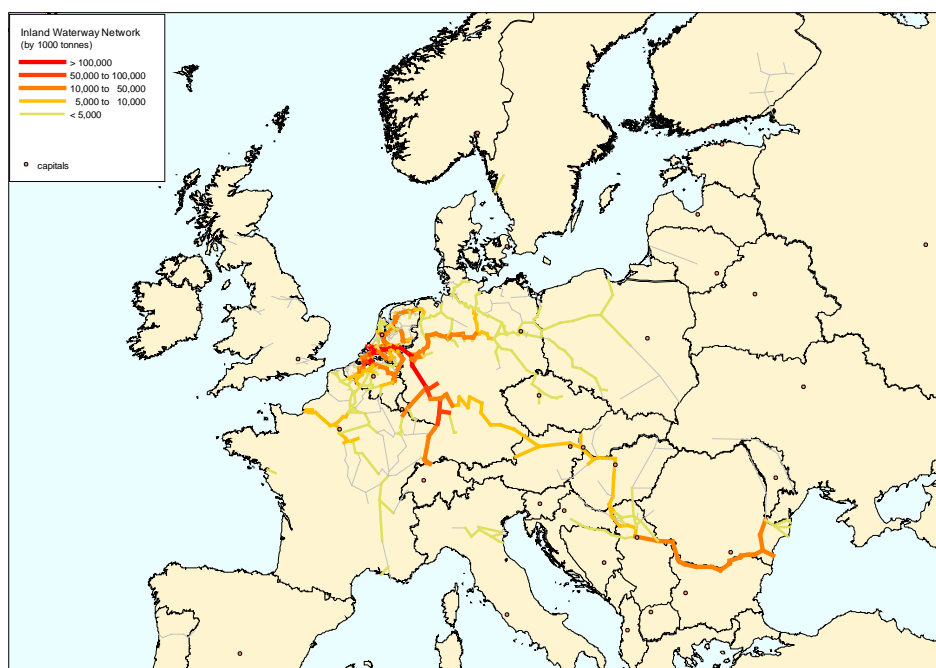 Inland Waterway Network
(by 1000 tonnes)
> 100,000
50,000 to 100,000
10,000 to 50,000
5,000 to 10,000
< 5,000
capitals